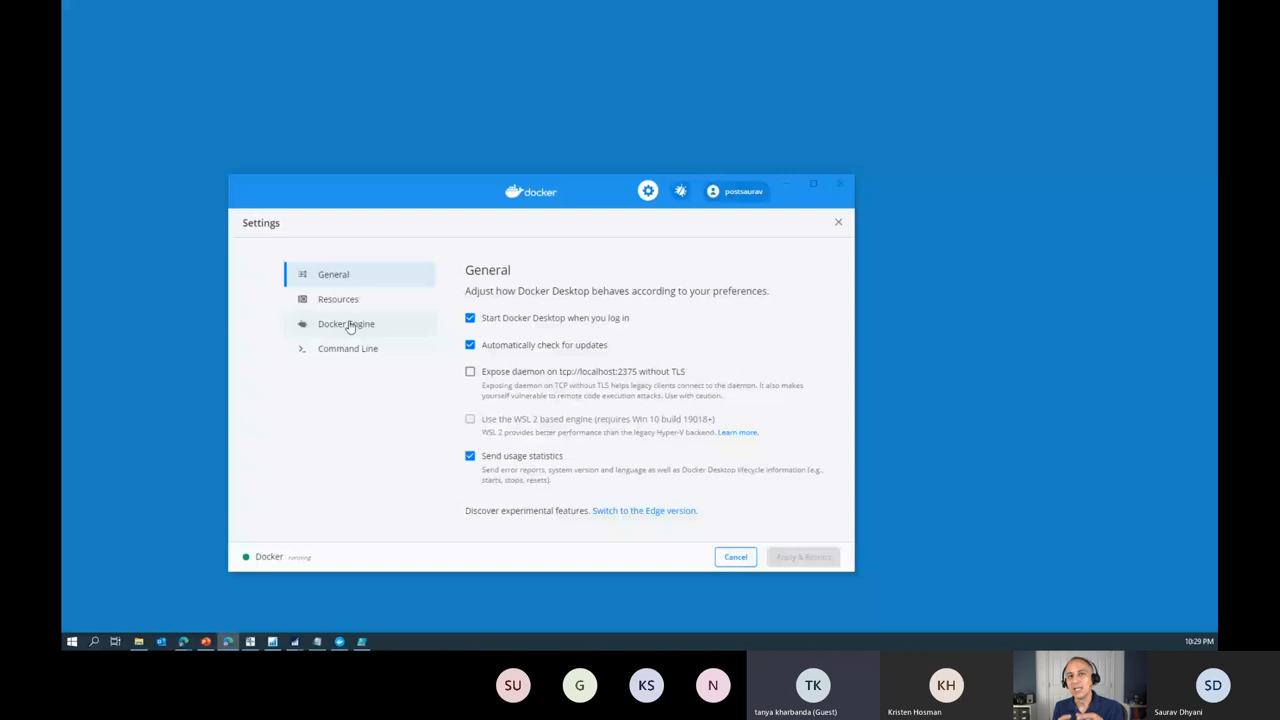 docker
postsaurav
Settings
General
Resources
Docker Engine
Command Line
General
Adjust how Docker Desktop behaves according to your preferences.
Start Docker Desktop when you log in
Automatically check for updates
Expose daemon on tcp://localhost:2375 without TLS
Exposing daemon on TCP without TLS helps legacy clients connect to the daemon. It also makes
yourself vulnerable to remote code execution attacks. Use with caution.
Use the WSL 2 based engine (requires Win 10 build 19018+)
WSL 2 provides better performance than the legacy Hyper-V backend. Learn more.
Send usage statistics
Send error reports, system version and language as well as Docker Desktop lifecycle information (e.g.,
starts, stops, resets).
Discover experimental features. Switch to the Edge version.
Docker running
Cancel
Apply & Restart
10:29 PM
SU
G
KS
N
TK
KH
SD
tanya kharbanda (Guest)
Kristen Hosman
Saurav Dhyani